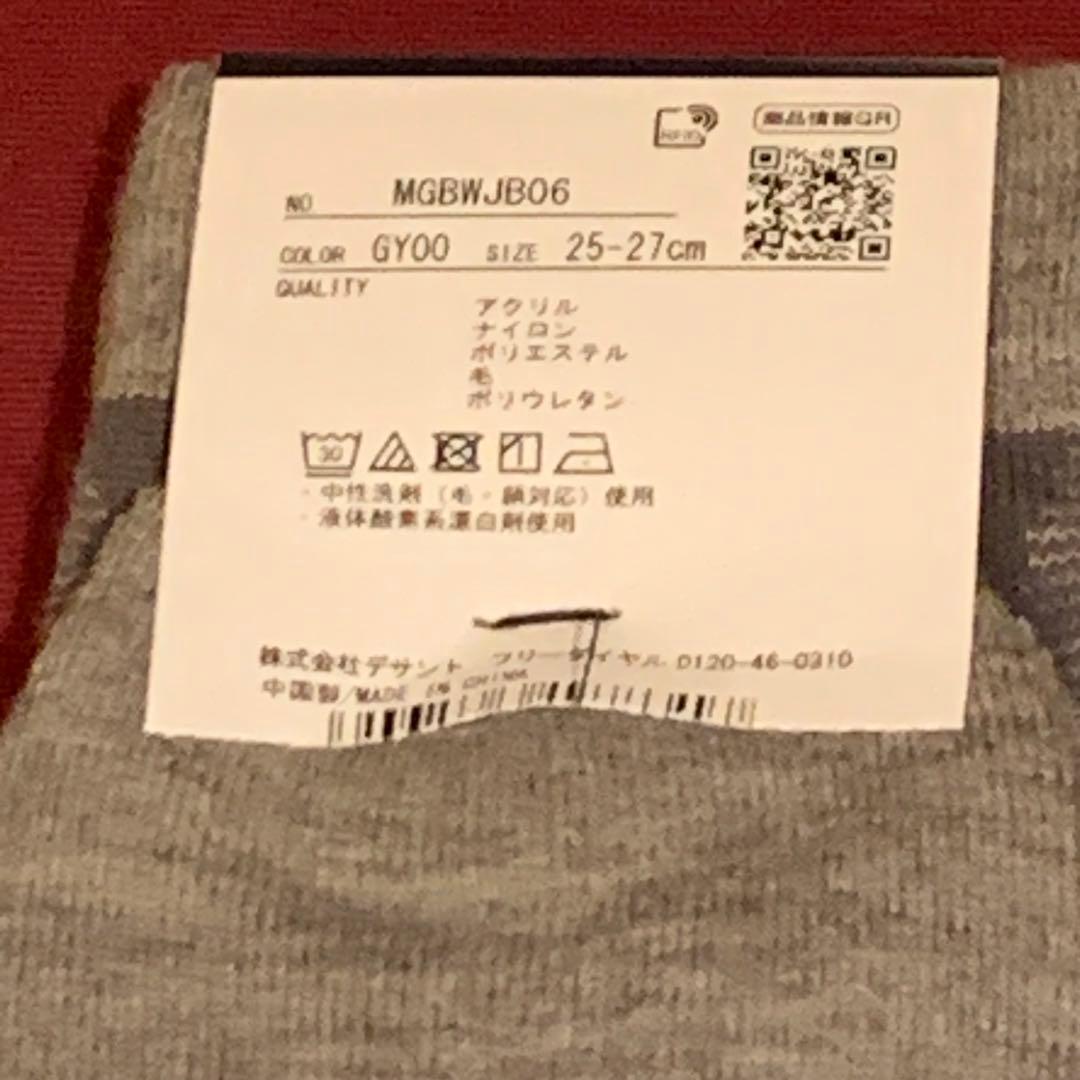 RFID
商品情報QR
NO MGBWJB06
COLOR GY00 SIZE 25-27cm
QUALITY
アクリル
ナイロン
ポリエステル
毛
ポリウレタン
30
・中性洗剤（毛・絹対応）使用
・液体酸素系漂白剤使用
株式会社デサント フリーダイヤル 0120-46-0310
中国製/MADE IN CHINA